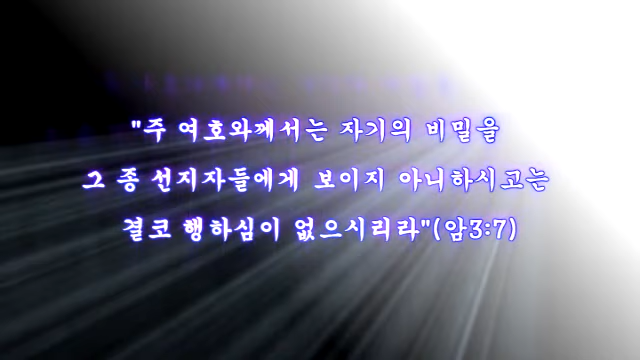 "주 여호와께서는 자기의 비밀을
그 종 선지자들에게 보이지 아니하시고는
결코 행하심이 없으시리라"(암3:7)